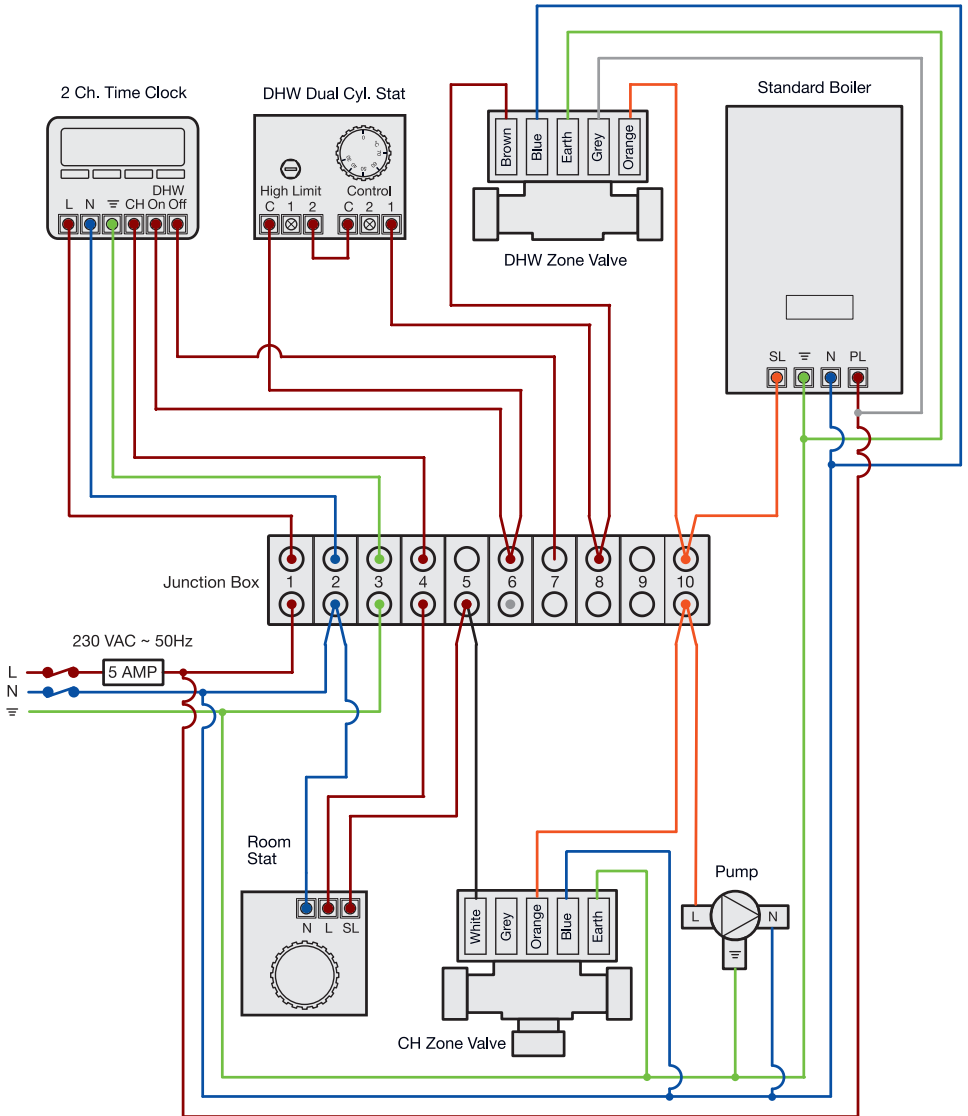 2 Ch. Time Clock
DHW
L N CH On Off
DHW Dual Cyl. Stat
High Limit Control
C 1 2 C 2 1
Brown Blue Earth Grey Orange
DHW Zone Valve
Standard Boiler
SL N PL
Junction Box 1 2 3 4 5 6 7 8 9 10
230 VAC ~ 50Hz
L 5 AMP
N
Room
Stat
N L SL
White Grey Orange Blue Earth
CH Zone Valve
Pump
L N